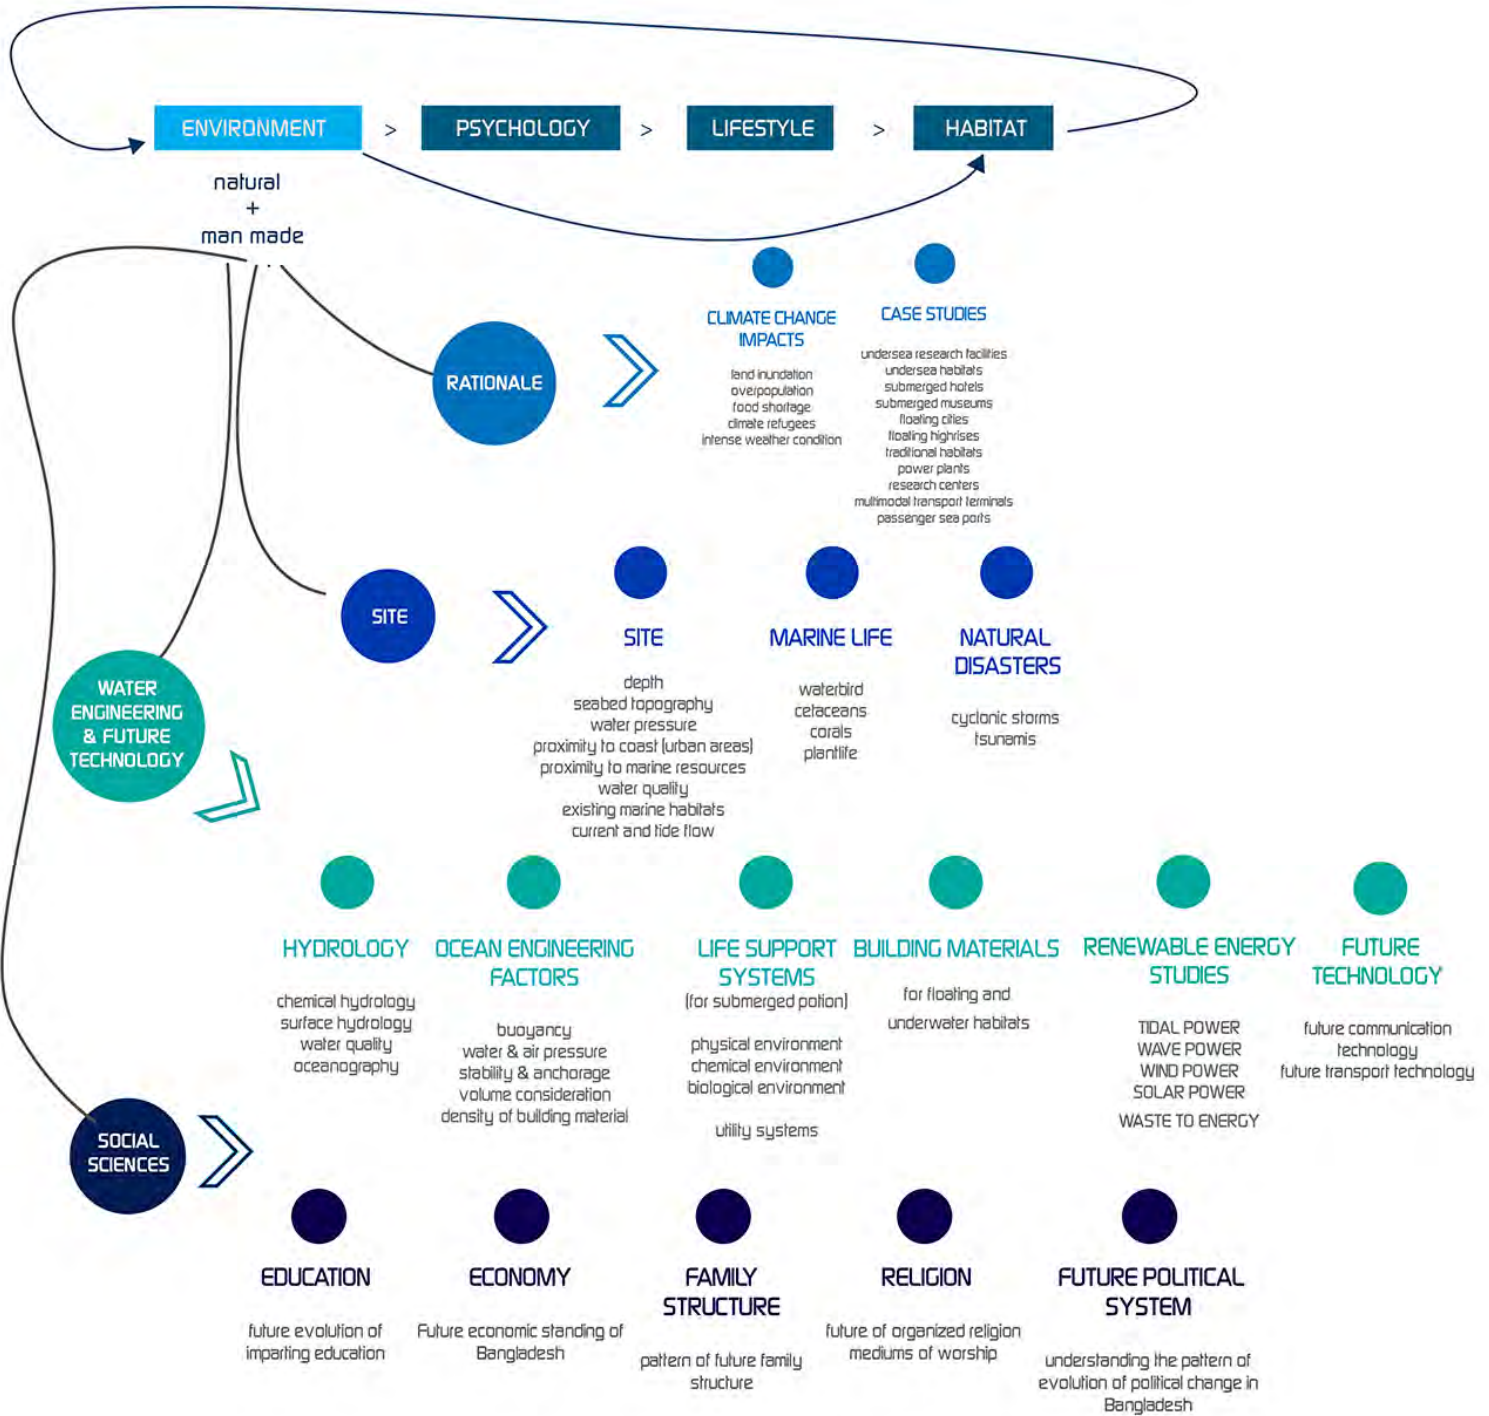 ENVIRONMENT > PSYCHOLOGY > LIFESTYLE > HABITAT
natural
+
man made
RATIONALE
CLIMATE CHANGE
IMPACTS
land inundation
overpopulation
food shortage
climate refugees
intense weather condition
CASE STUDIES
undersea research facilities
undersea habitats
submerged hotels
submerged museums
floating cities
floating highrises
traditional habitats
power plants
research centers
multimodal transport terminals
passenger sea ports
SITE
SITE
depth
seabed topography
water pressure
proximity to coast (urban areas)
proximity to marine resources
water quality
existing marine habitats
current and tide flow
MARINE LIFE
waterbird
cetaceans
corals
plantlife
NATURAL
DISASTERS
cyclonic storms
tsunamis
WATER
ENGINEERING
& FUTURE
TECHNOLOGY
HYDROLOGY
chemical hydrology
surface hydrology
water quality
oceanography
OCEAN ENGINEERING
FACTORS
buoyancy
water & air pressure
stability & anchorage
volume consideration
density of building material
LIFE SUPPORT
SYSTEMS
(for submerged potion)
physical environment
chemical environment
biological environment
utility systems
BUILDING MATERIALS
for floating and
underwater habitats
RENEWABLE ENERGY
STUDIES
TIDAL POWER
WAVE POWER
WIND POWER
SOLAR POWER
WASTE TO ENERGY
FUTURE
TECHNOLOGY
future communication
technology
future transport technology
SOCIAL
SCIENCES
EDUCATION
future evolution of
imparting education
ECONOMY
Future economic standing of
Bangladesh
FAMILY
STRUCTURE
pattern of future family
structure
RELIGION
future of organized religion
mediums of worship
FUTURE POLITICAL
SYSTEM
understanding the pattern of
evolution of political change in
Bangladesh